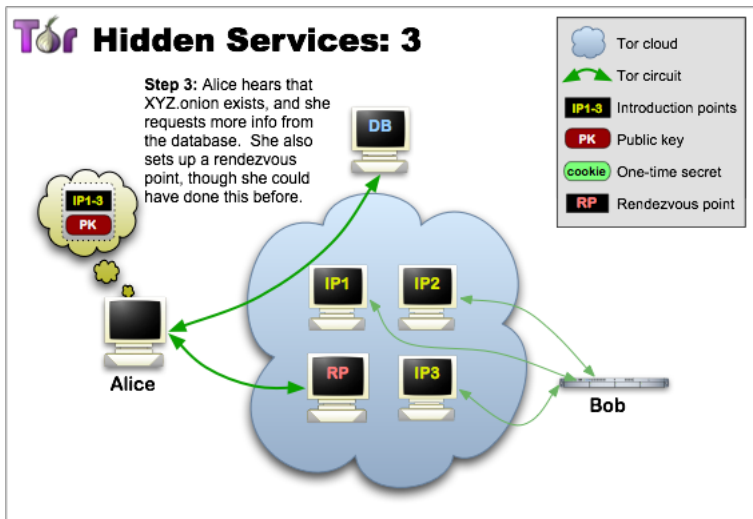 Tor Hidden Services: 3
Step 3: Alice hears that
XYZ.onion exists, and she
requests more info from
the database. She also
sets up a rendezvous
point, though she could
have done this before.
Tor cloud
Tor circuit
IP1-3 Introduction points
PK Public key
cookie One-time secret
RP Rendezvous point
DB
IP1-3
PK
IP1
IP2
RP
IP3
Alice
Bob